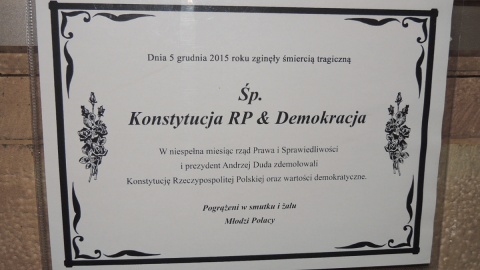 Dnia 5 grudnia 2015 roku zginęły śmiercią tragiczną
Śp.
Konstytucja RP & Demokracja
W niespełna miesiąc rząd Prawa i Sprawiedliwości
i prezydent Andrzej Duda zdemolowali
Konstytucję Rzeczypospolitej Polskiej oraz wartości demokratyczne.
Pogrążeni w smutku i żalu
Młodzi Polacy